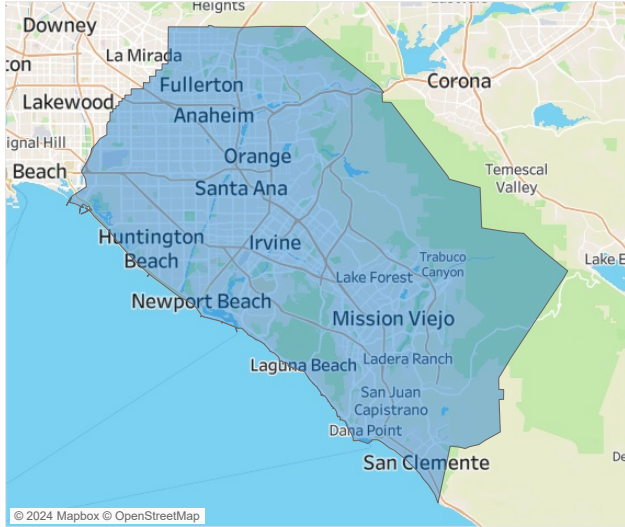 Heights
Downey
La Mirada
ton
Fullerton
Corona
Lakewood
Anaheim
ignal Hill
Orange
Beach
Temescal
Valley
Santa Ana
Huntington
Beach
Irvine
Trabuco
Canyon
Lake E
Lake Forest
Newport Beach
Mission Viejo
Laguna Beach
Ladera Ranch
San Juan
Capistrano
Dana Point
San Clemente
De
© 2024 Mapbox © OpenStreetMap